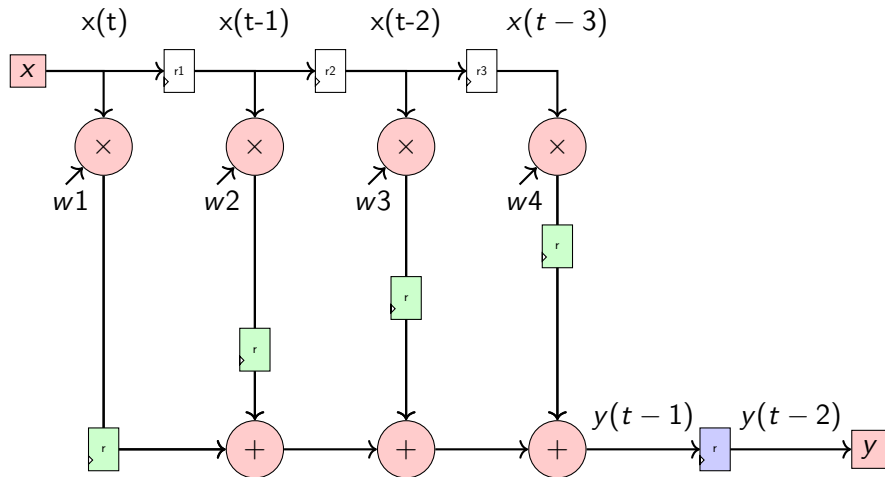 x(t) x(t-1) x(t-2) x(t − 3)
x r1 r2 r3
× × × ×
w1 w2 w3 w4
r
r
r
y(t − 1) y(t − 2)
r + + + r y